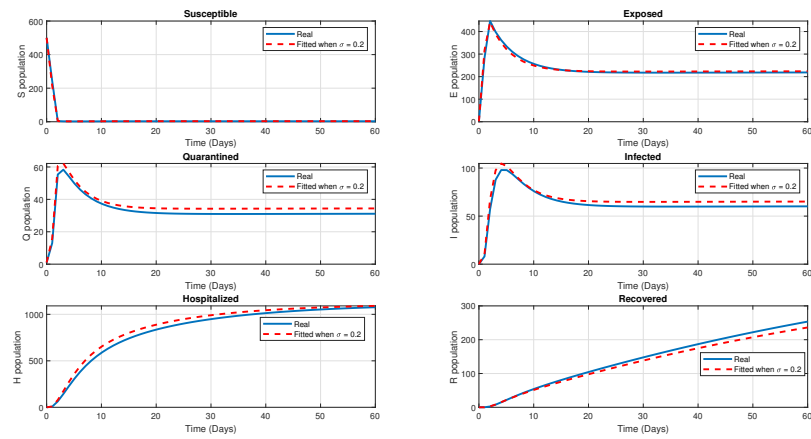 Susceptible
600
400
200
0
S population
Real
Fitted when σ = 0.2
0 10 20 30 40 50 60
Time (Days)
Exposed
400
300
200
100
0
E population
Real
Fitted when σ = 0.2
0 10 20 30 40 50 60
Time (Days)
Quarantined
60
40
20
0
Q population
Real
Fitted when σ = 0.2
0 10 20 30 40 50 60
Time (Days)
Infected
100
50
0
I population
Real
Fitted when σ = 0.2
0 10 20 30 40 50 60
Time (Days)
Hospitalized
1000
500
0
H population
Real
Fitted when σ = 0.2
0 10 20 30 40 50 60
Time (Days)
Recovered
300
200
100
0
R population
Real
Fitted when σ = 0.2
0 10 20 30 40 50 60
Time (Days)